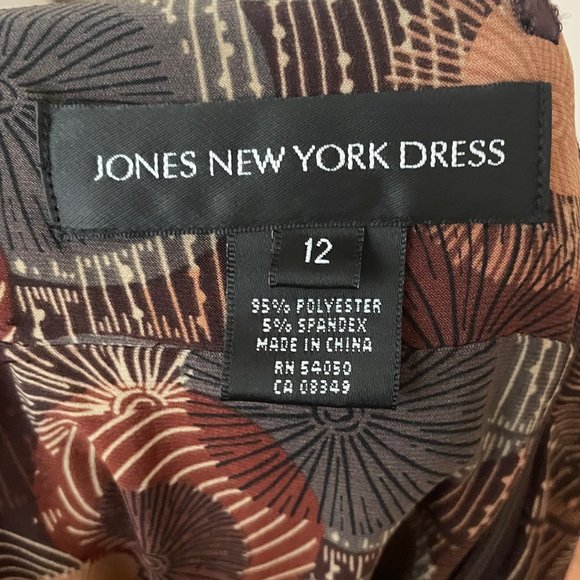 JONES NEW YORK DRESS
12
95% POLYESTER
5% SPANDEX
MADE IN CHINA
RN 54050
CA 08349